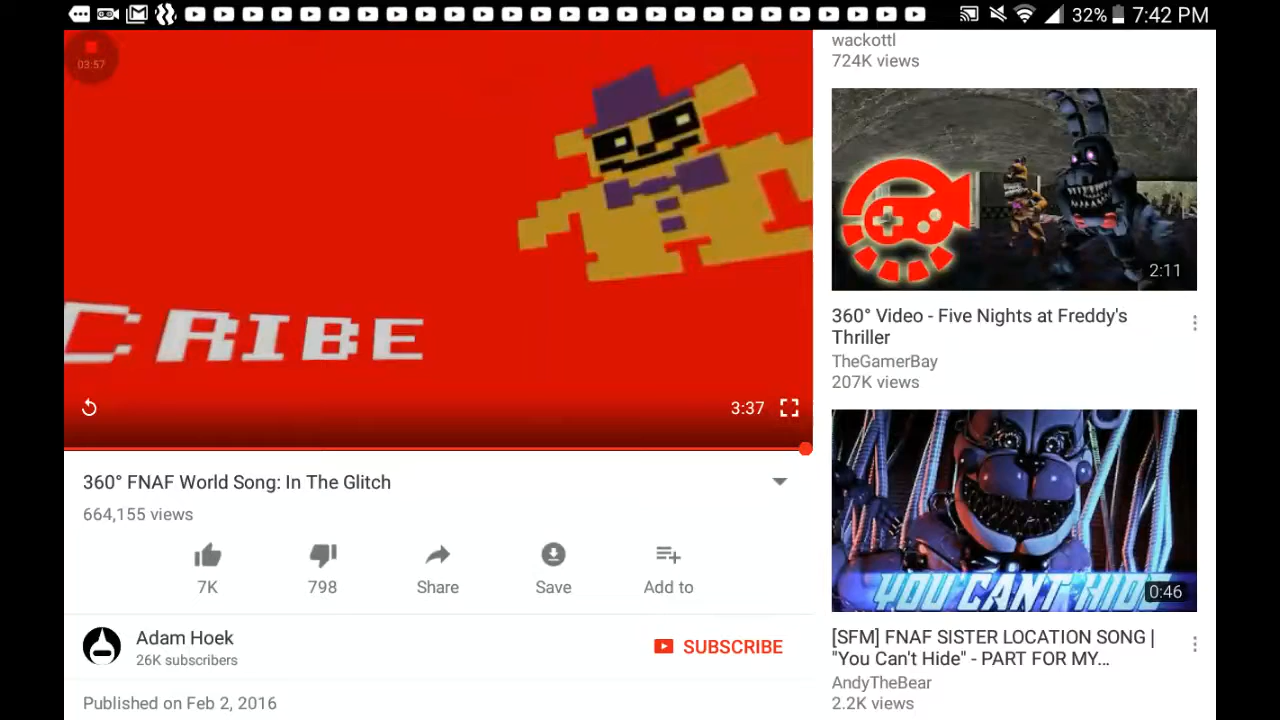 32% 7:42 PM
03:57
CRIBE
3:37
360° FNAF World Song: In The Glitch
664,155 views
7K
798
Share
Save
Add to
Adam Hoek
26K subscribers
SUBSCRIBE
Published on Feb 2, 2016
wackottl
724K views
2:11
360° Video - Five Nights at Freddy's
Thriller
TheGamerBay
207K views
YOU CANT HIDE
0:46
[SFM] FNAF SISTER LOCATION SONG |
"You Can't Hide" - PART FOR MY...
AndyTheBear
2.2K views